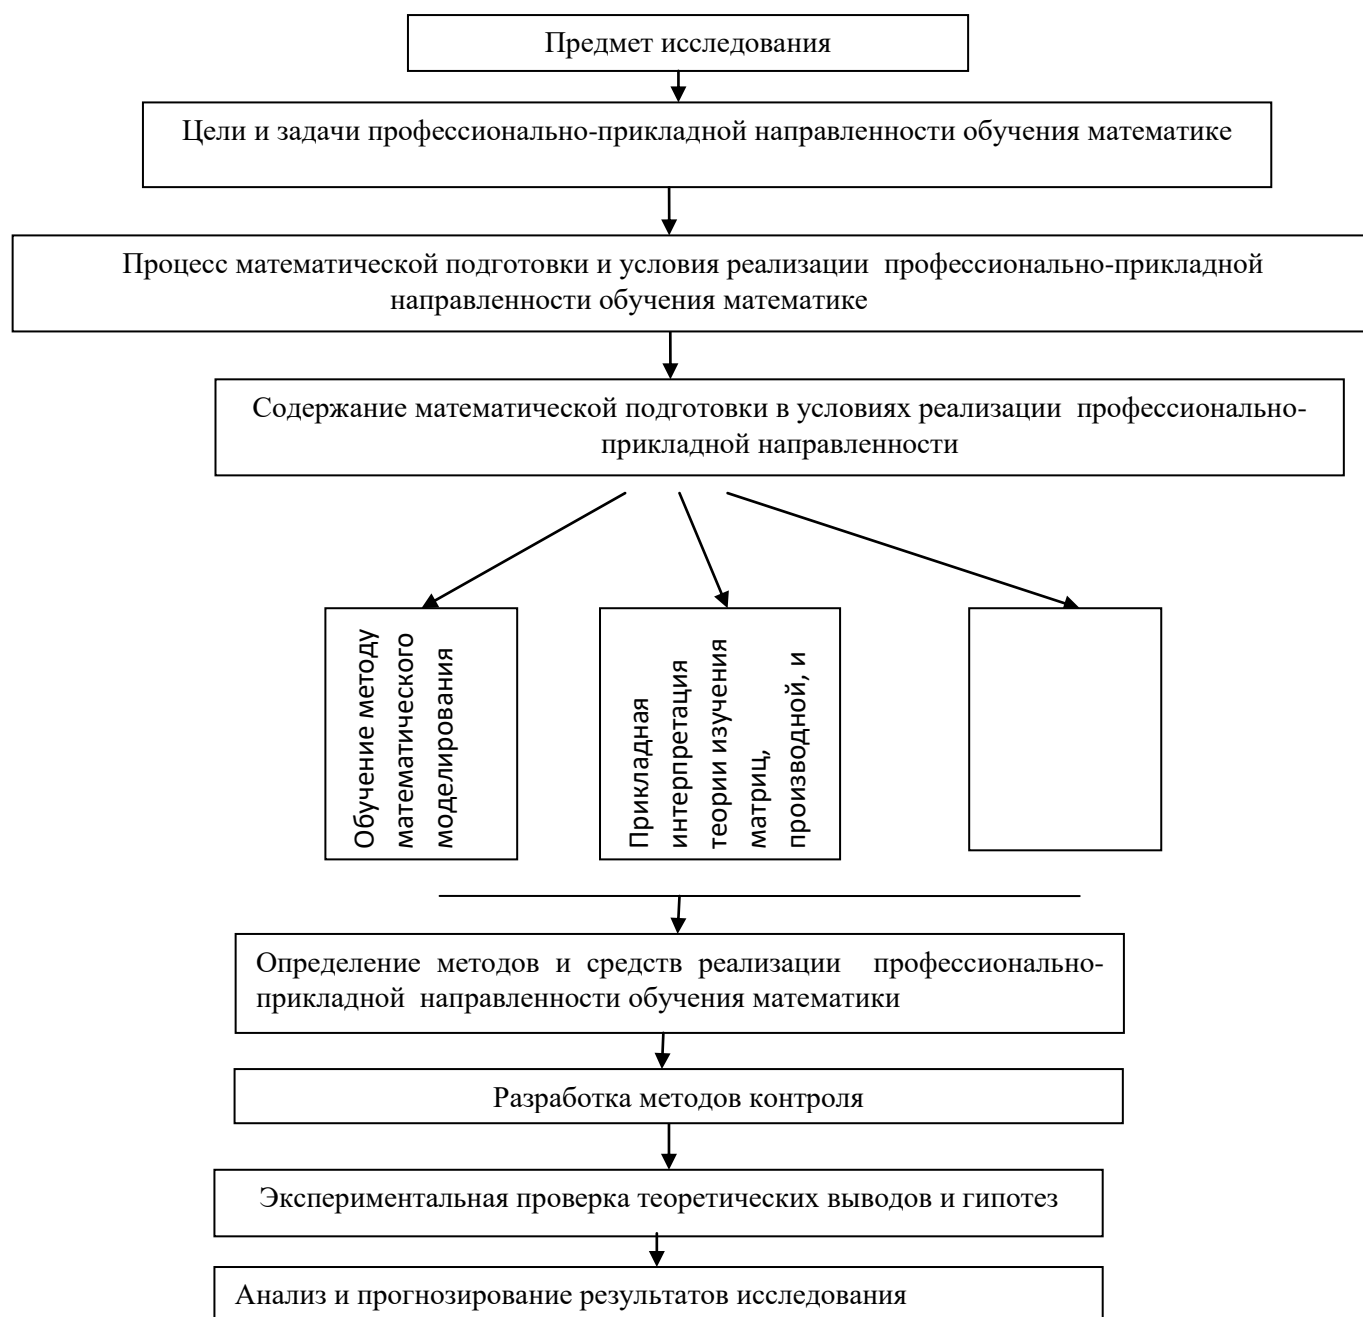 Предмет исследования
Цели и задачи профессионально-прикладной направленности обучения математике
Процесс математической подготовки и условия реализации профессионально-прикладной
направленности обучения математике
Содержание математической подготовки в условиях реализации профессионально-
прикладной направленности
Обучение методу
математического
моделирования
Прикладная
интерпретация
теории изучения
матриц,
производной, и
Определение методов и средств реализации профессионально-
прикладной направленности обучения математики
Разработка методов контроля
Экспериментальная проверка теоретических выводов и гипотез
Анализ и прогнозирование результатов исследования